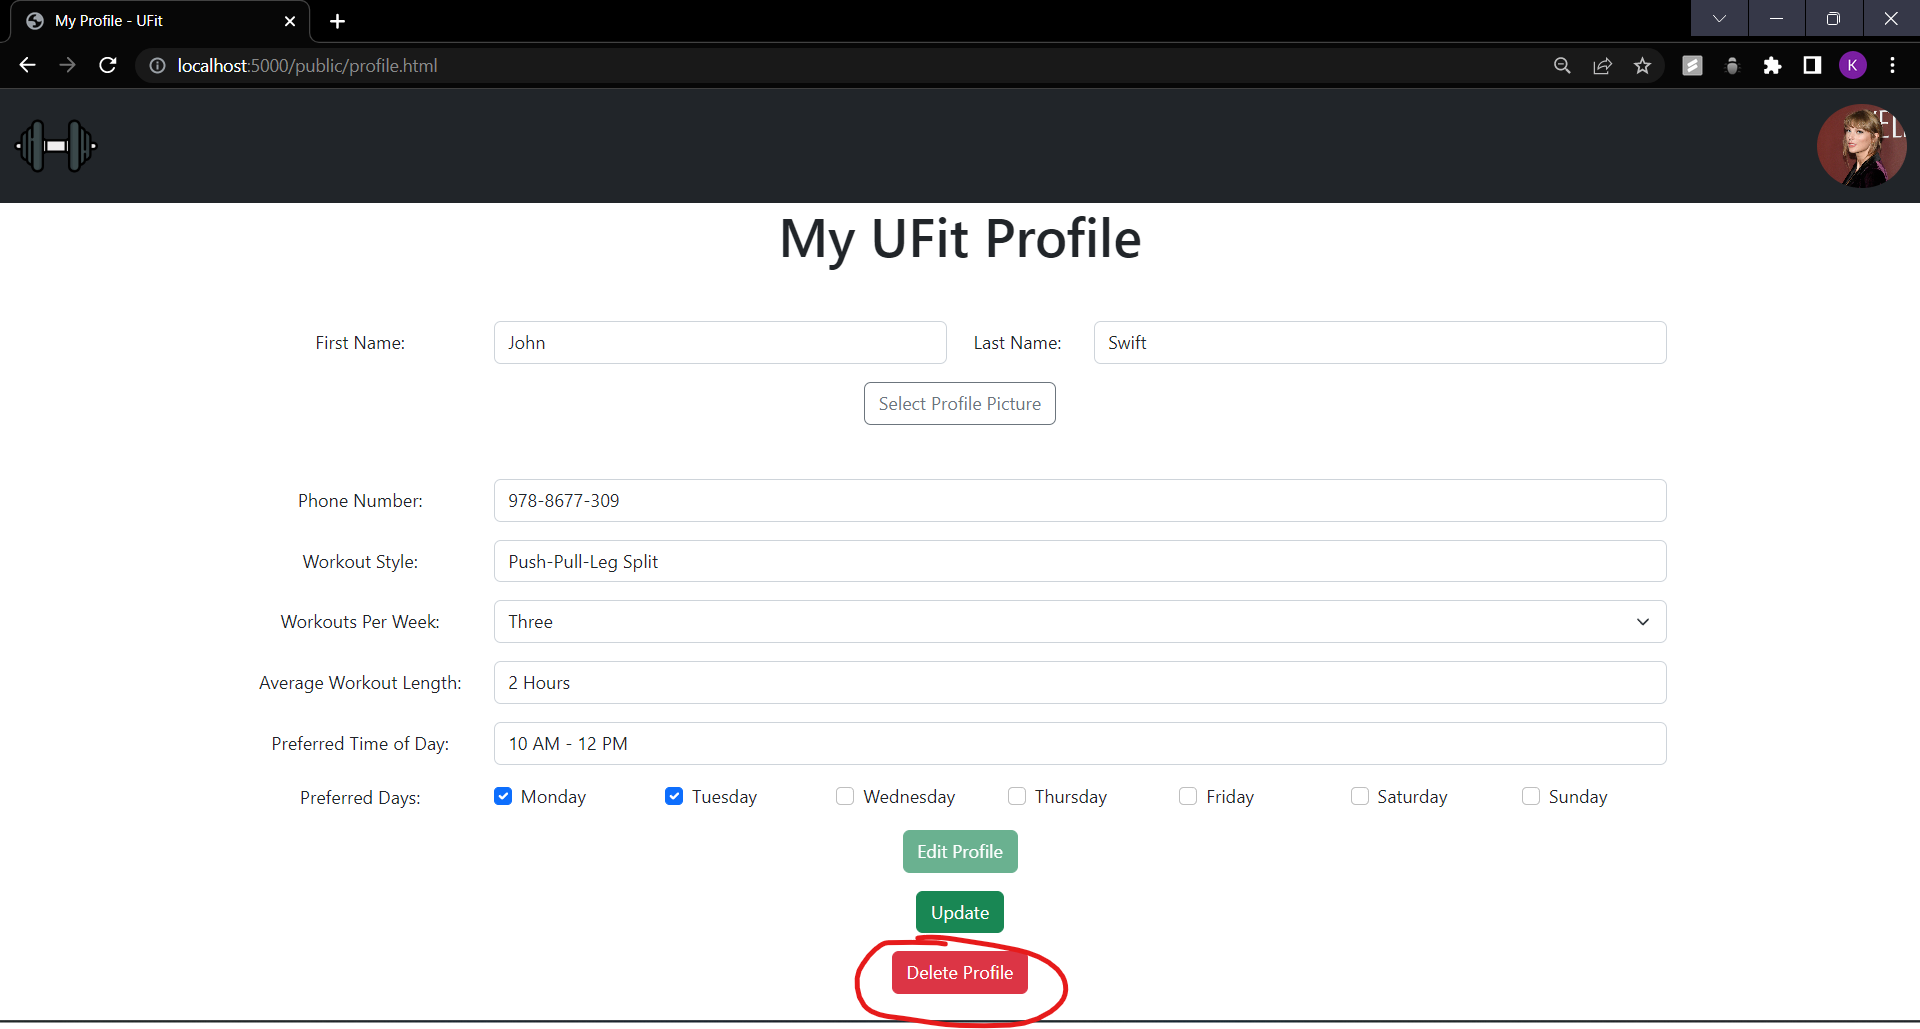 My Profile - UFit
localhost:5000/public/profile.html
K
My UFit Profile
First Name: John Last Name: Swift
Select Profile Picture
Phone Number: 978-8677-309
Workout Style: Push-Pull-Leg Split
Workouts Per Week: Three
Average Workout Length: 2 Hours
Preferred Time of Day: 10 AM - 12 PM
Preferred Days: Monday Tuesday Wednesday Thursday Friday Saturday Sunday
Edit Profile
Update
Delete Profile